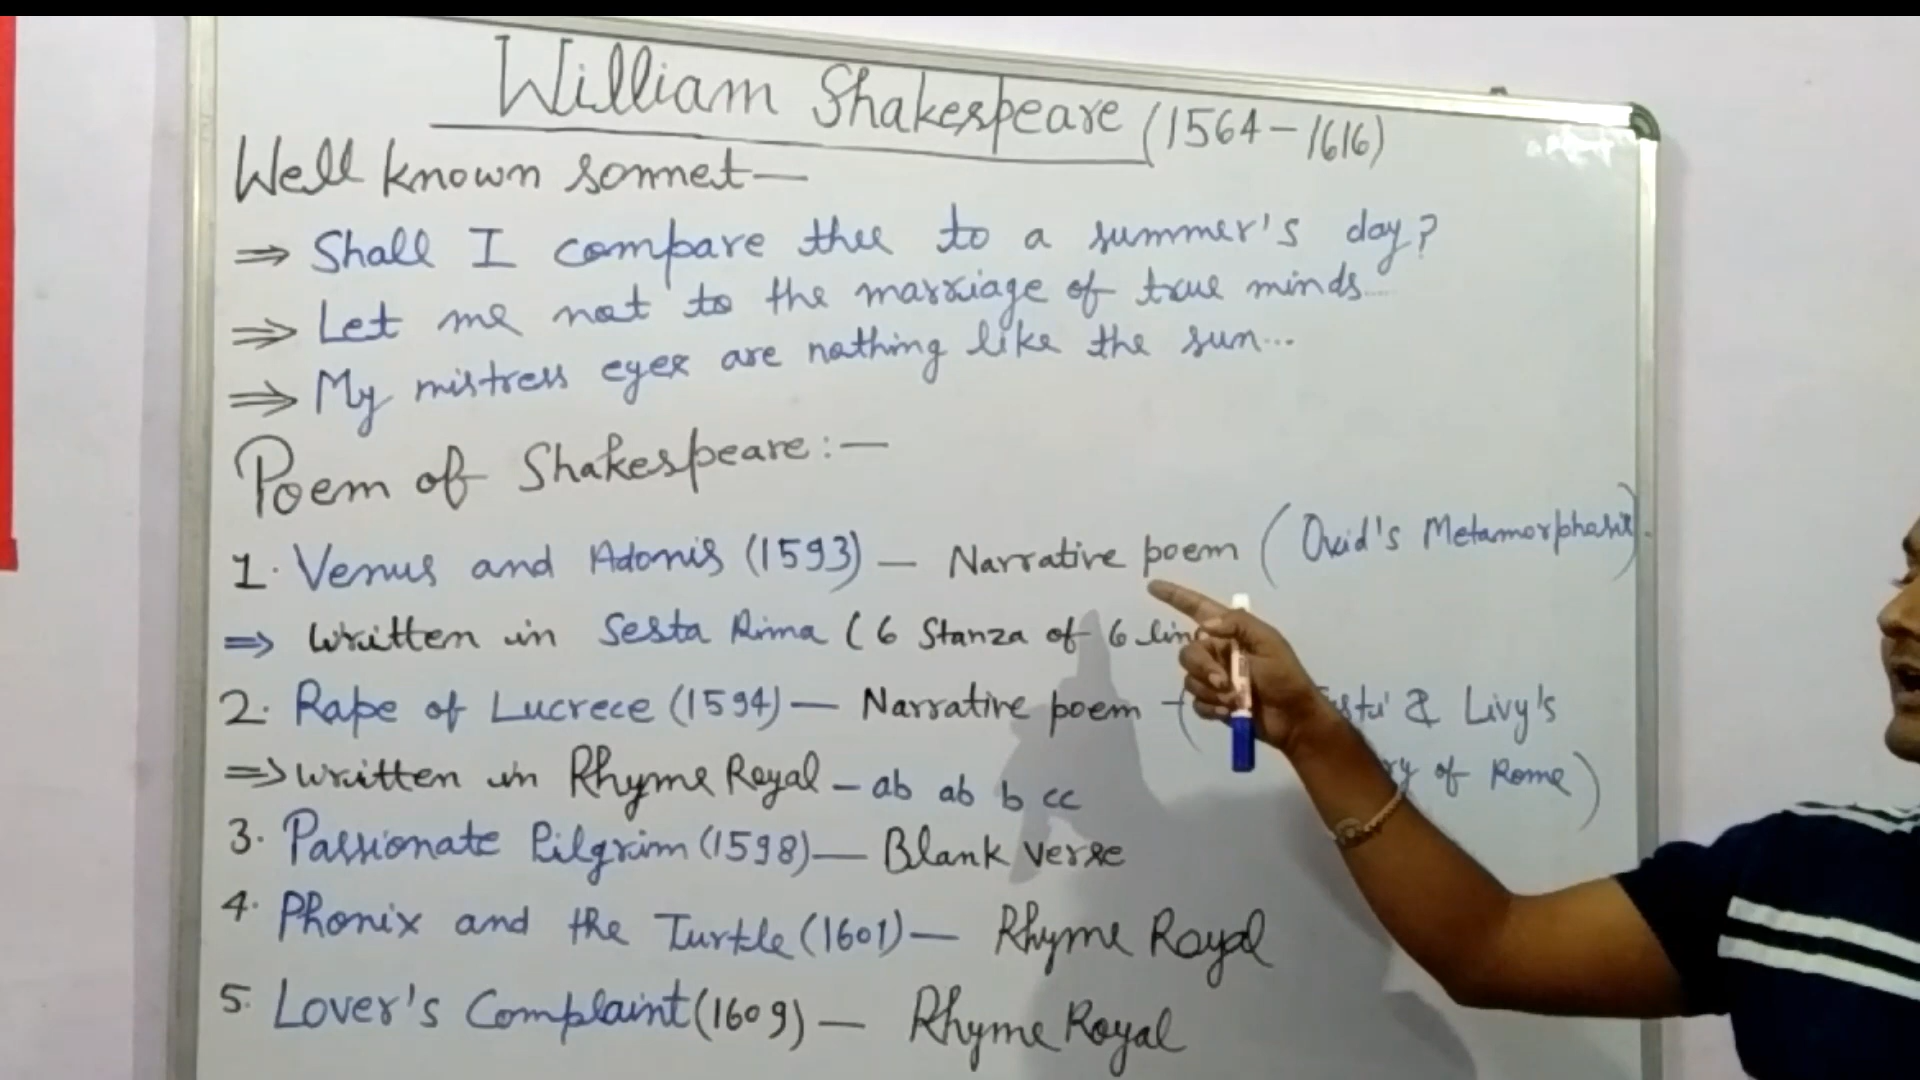 William Shakespeare (1564-1616)
Well known sonnet—
⇒ Shall I compare thee to a summer's day?
⇒ Let me not to the marriage of true minds...
⇒ My mistress eyes are nothing like the sun...
Poem of Shakespeare:—
1. Venus and Adonis (1593) — Narrative poem (Ovid's Metamorphasis).
⇒ written in Sesta Rima (6 Stanza of 6
2. Rape of Lucrece (1594) — Narrative poem - ( & Livy's
of Rome)
⇒ written in Rhyme Royal - ab ab b cc
3. Passionate Pilgrim (1598) — Blank verse
4. Phonix and the Turtle (1601) — Rhyme Royal
5. Lover's Complaint (1609) — Rhyme Royal